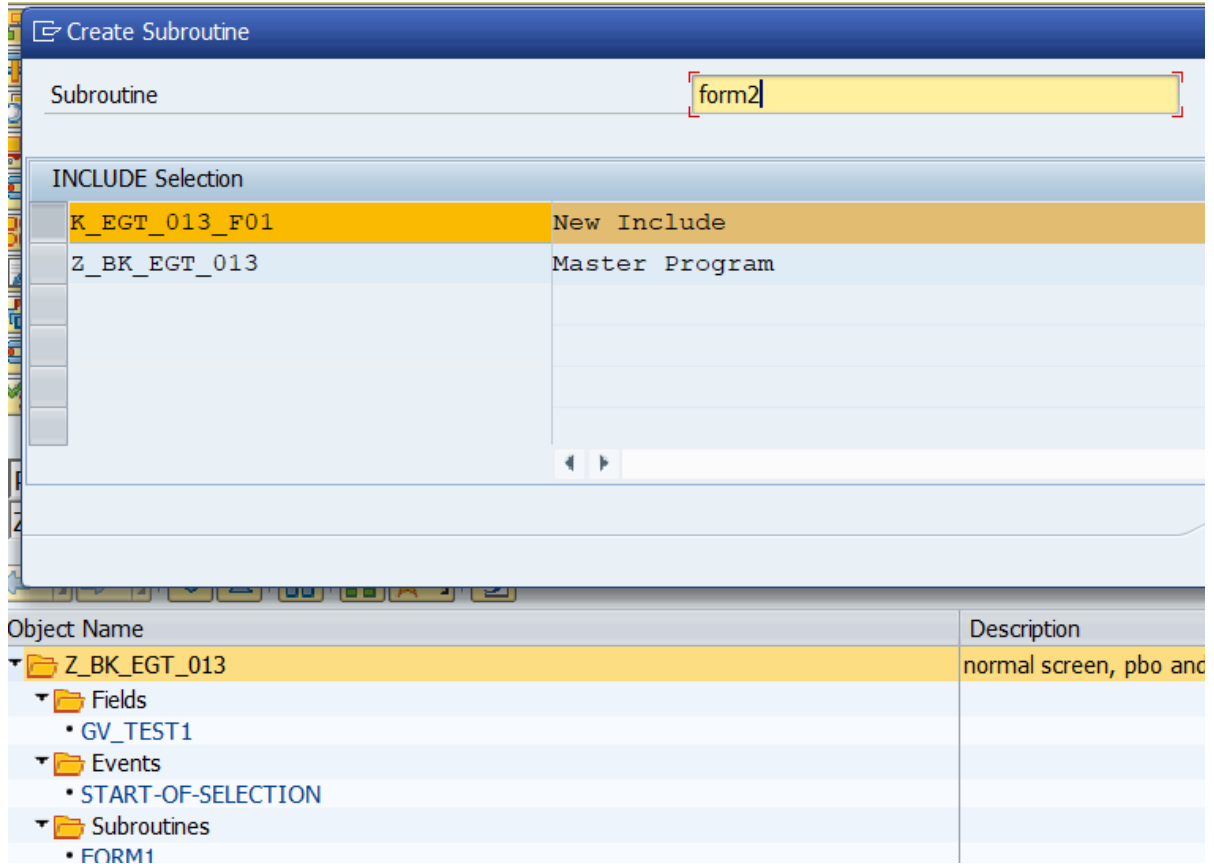 Create Subroutine
Subroutine form2
INCLUDE Selection
K_EGT_013_F01 New Include
Z_BK_EGT_013 Master Program
Object Name Description
Z_BK_EGT_013 normal screen, pbo and
Fields
GV_TEST1
Events
START-OF-SELECTION
Subroutines
FORM1